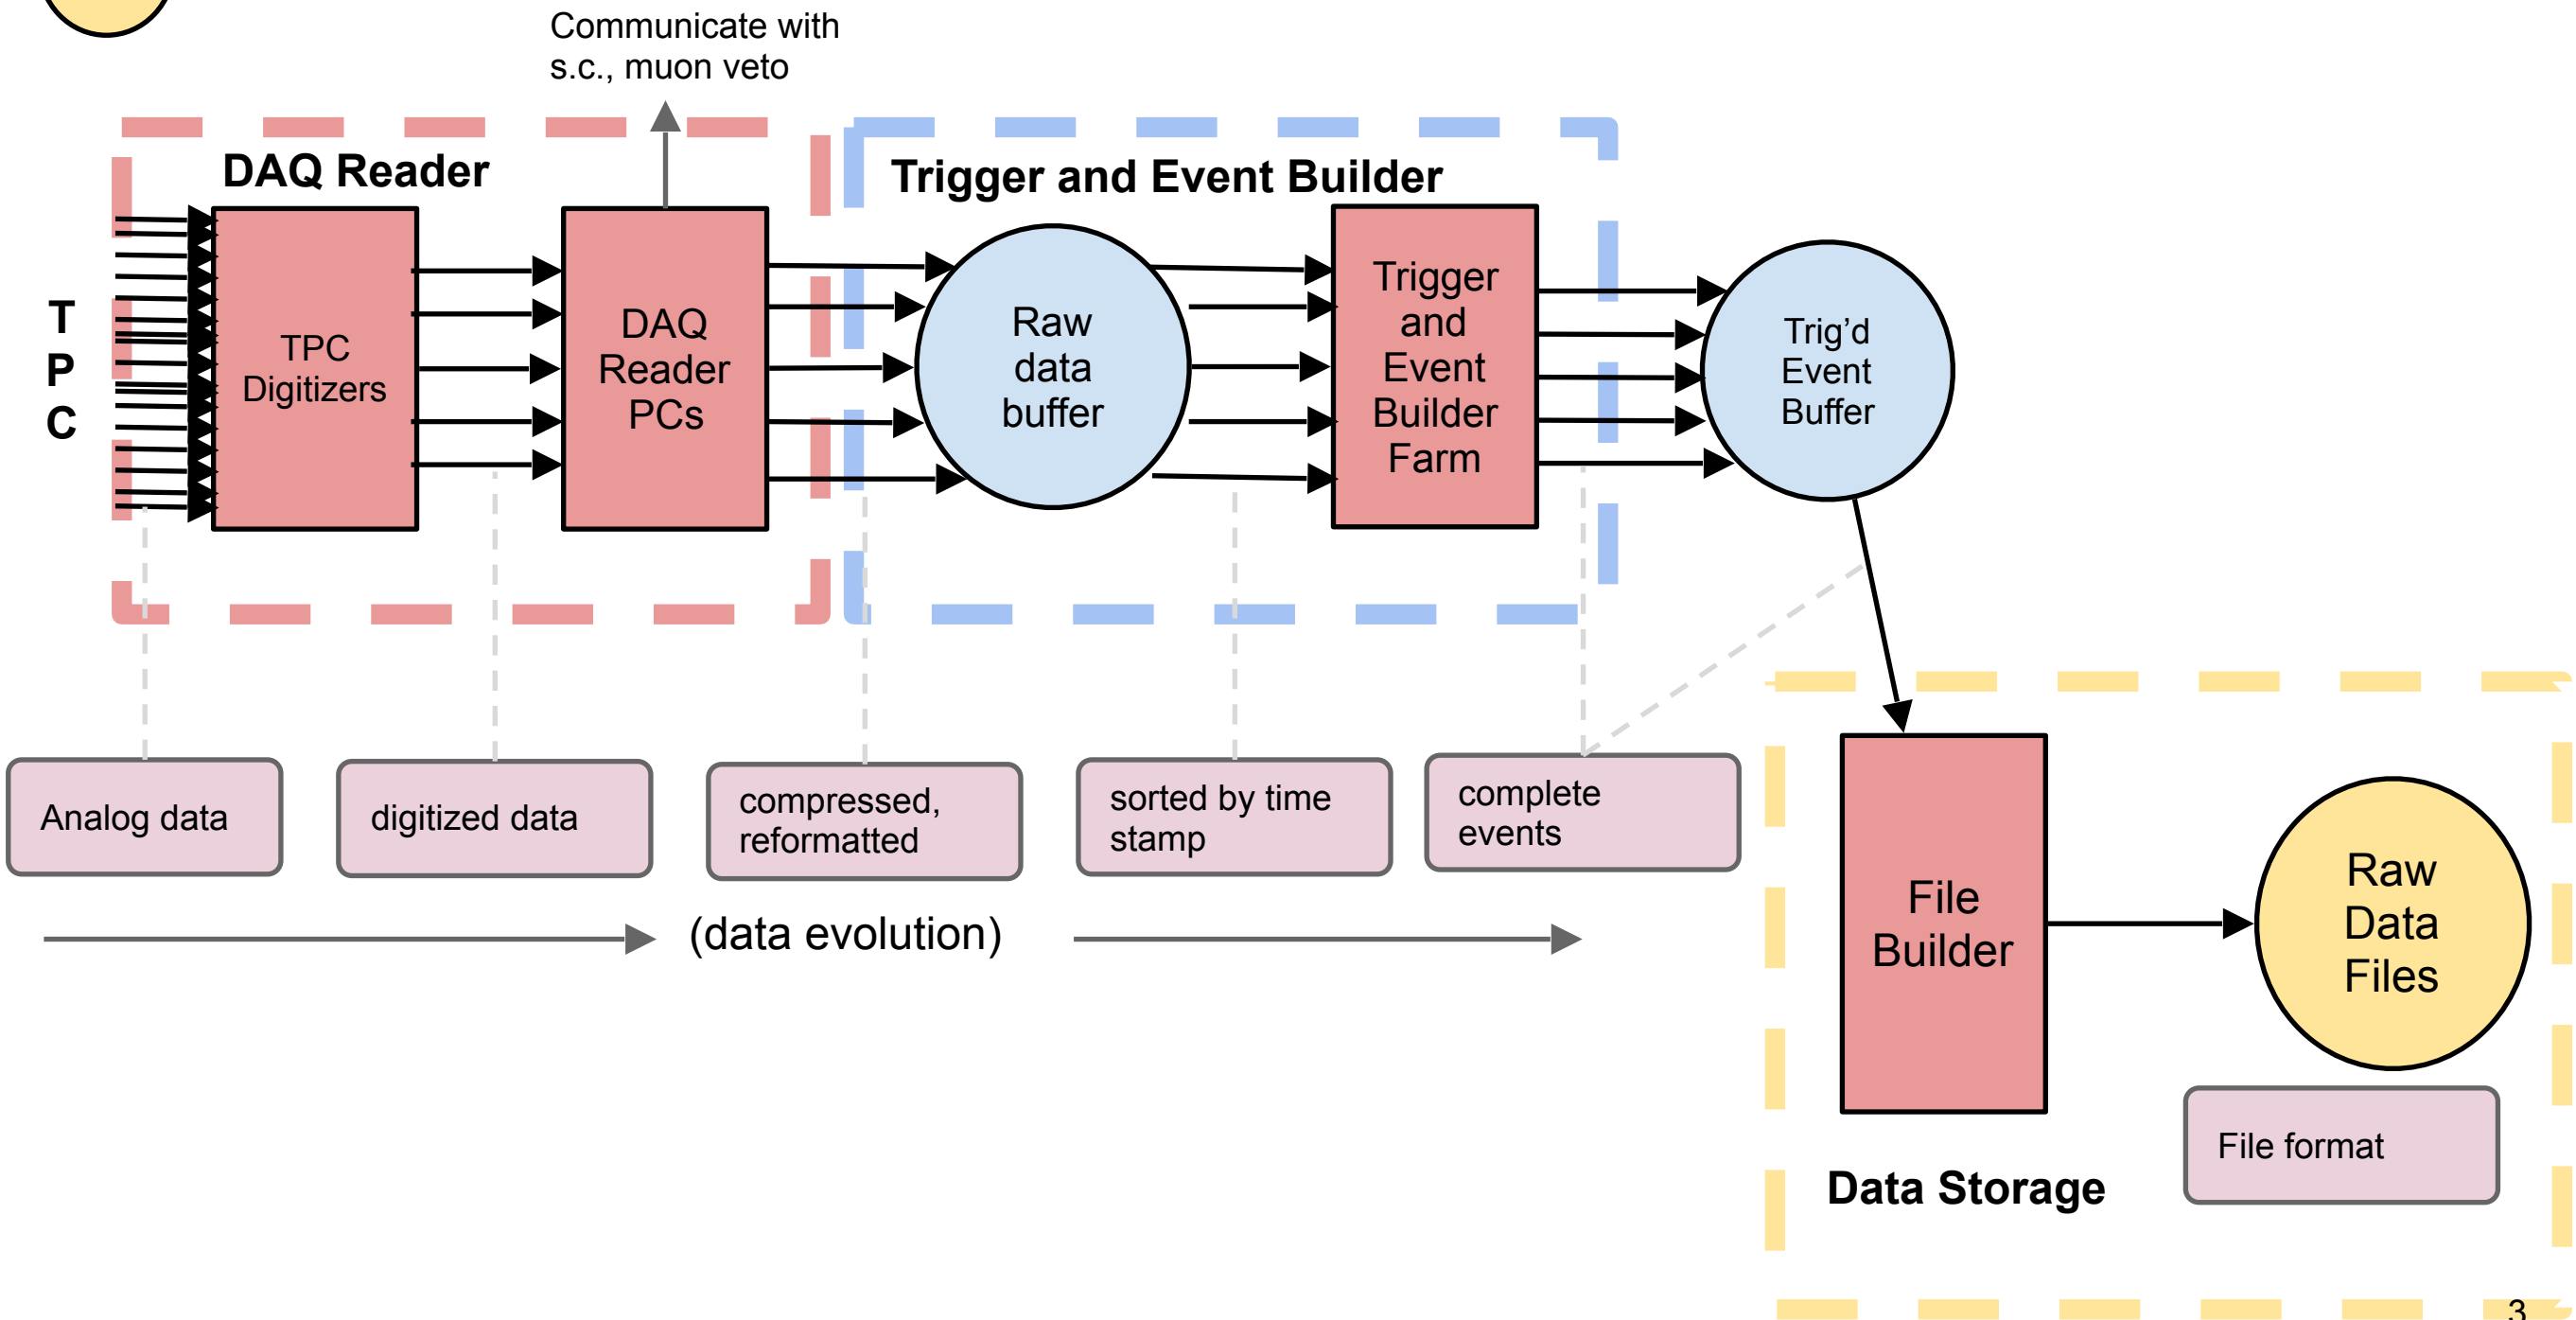 Communicate with
s.c., muon veto
DAQ Reader
Trigger and Event Builder
T
P
C
TPC
Digitizers
DAQ
Reader
PCs
Raw
data
buffer
Trigger
and
Event
Builder
Farm
Trig’d
Event
Buffer
Analog data
digitized data
compressed,
reformatted
sorted by time
stamp
complete
events
(data evolution)
File
Builder
Raw
Data
Files
File format
Data Storage
3